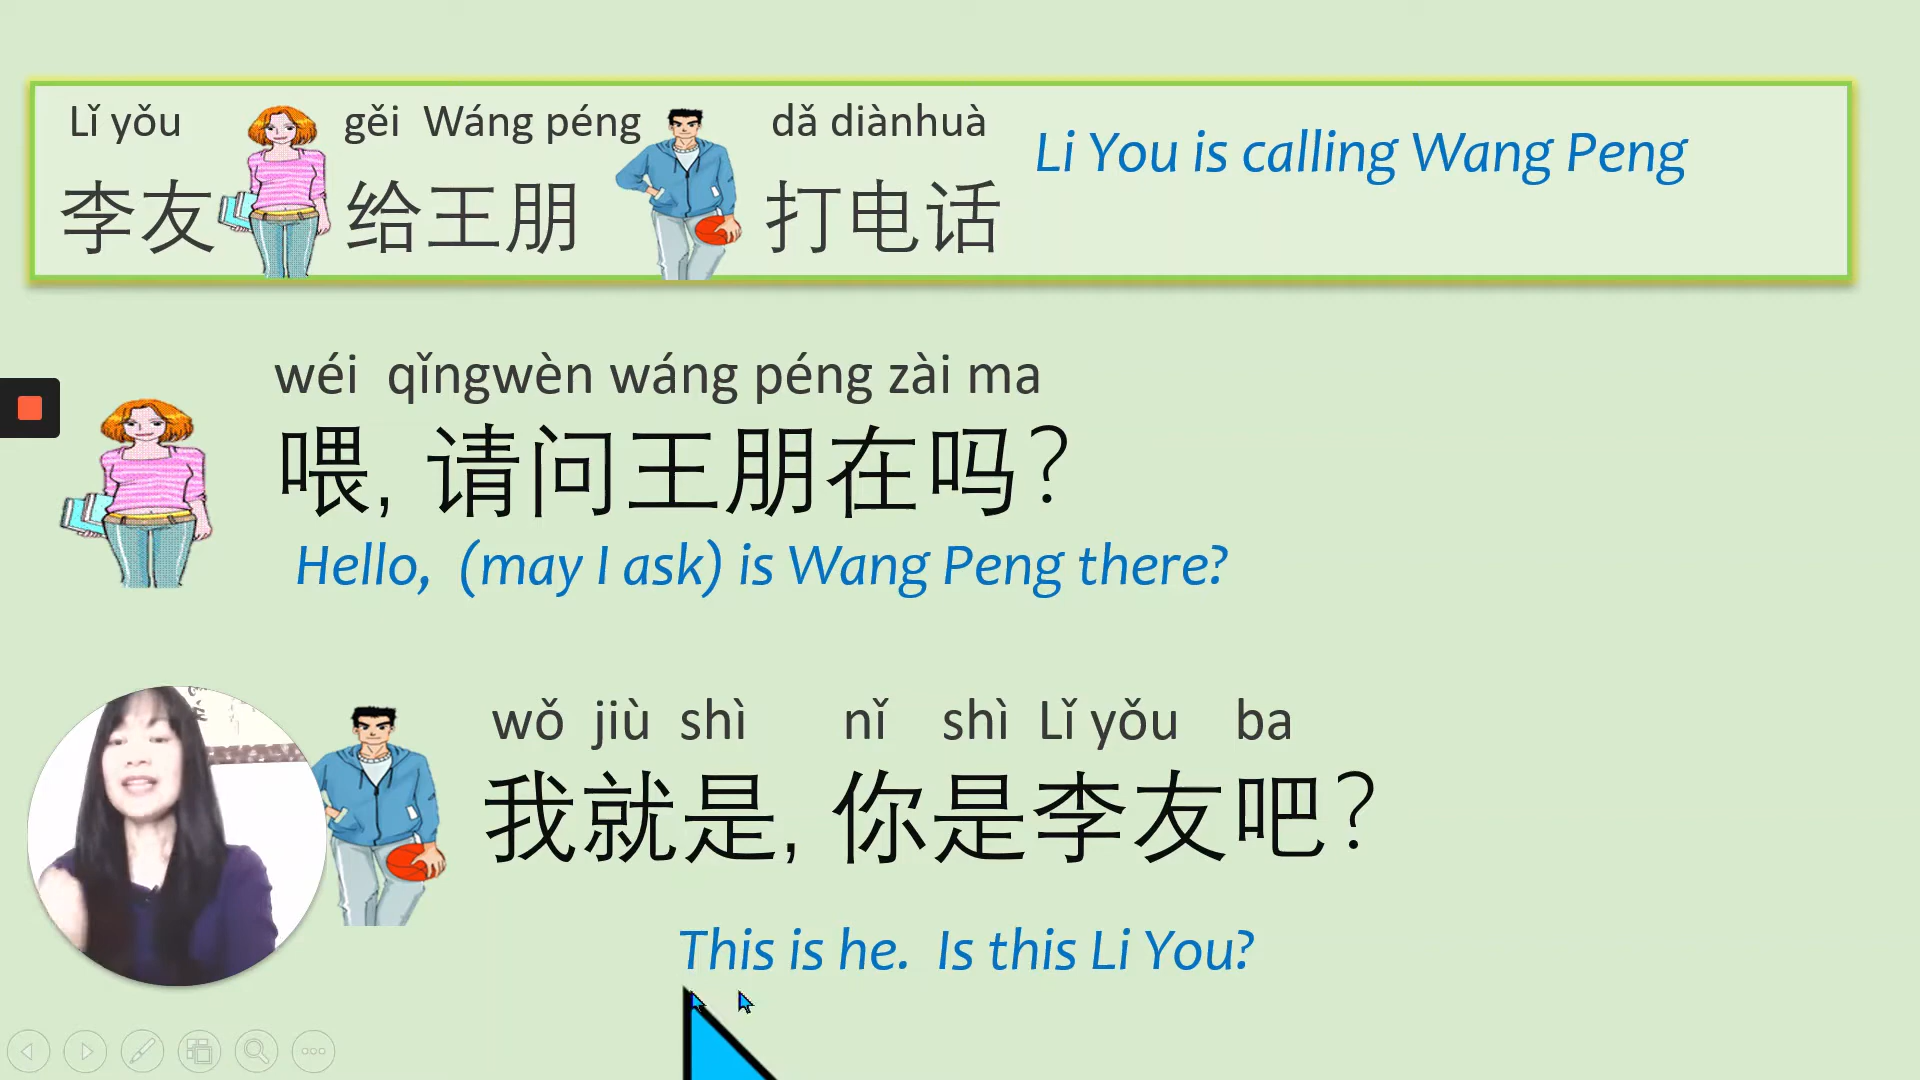 Lǐ yǒu gěi Wáng péng dǎ diànhuà
李友 给王朋 打电话
Li You is calling Wang Peng
wéi qǐngwèn wáng péng zài ma
喂, 请问王朋在吗?
Hello, (may I ask) is Wang Peng there?
wǒ jiù shì nǐ shì Lǐ yǒu ba
我就是, 你是李友吧?
This is he. Is this Li You?